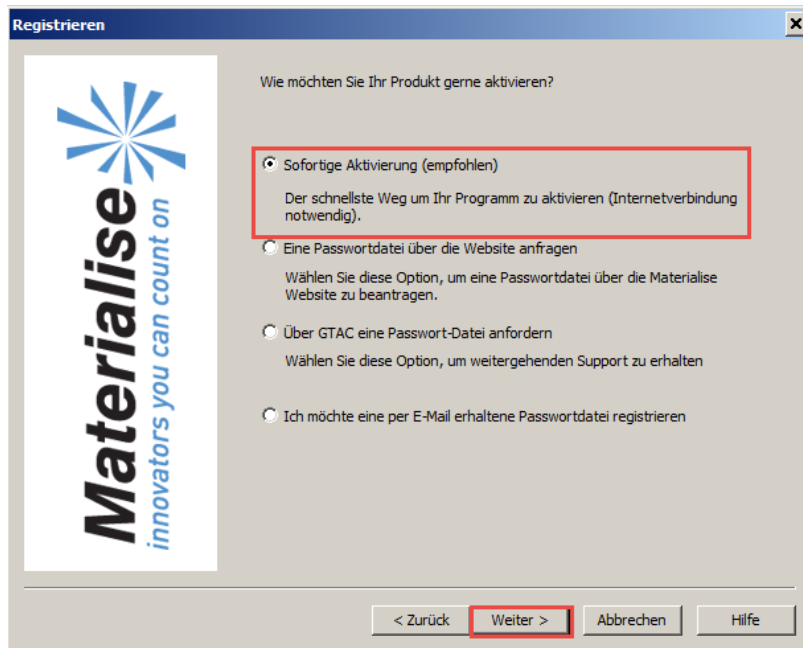 Registrieren
Materialise
innovators you can count on
Wie möchten Sie Ihr Produkt gerne aktivieren?
Sofortige Aktivierung (empfohlen)
Der schnellste Weg um Ihr Programm zu aktivieren (Internetverbindung
notwendig).
Eine Passwortdatei über die Website anfragen
Wählen Sie diese Option, um eine Passwortdatei über die Materialise
Website zu beantragen.
Über GTAC eine Passwort-Datei anfordern
Wählen Sie diese Option, um weitergehenden Support zu erhalten
Ich möchte eine per E-Mail erhaltene Passwortdatei registrieren
< Zurück
Weiter >
Abbrechen
Hilfe